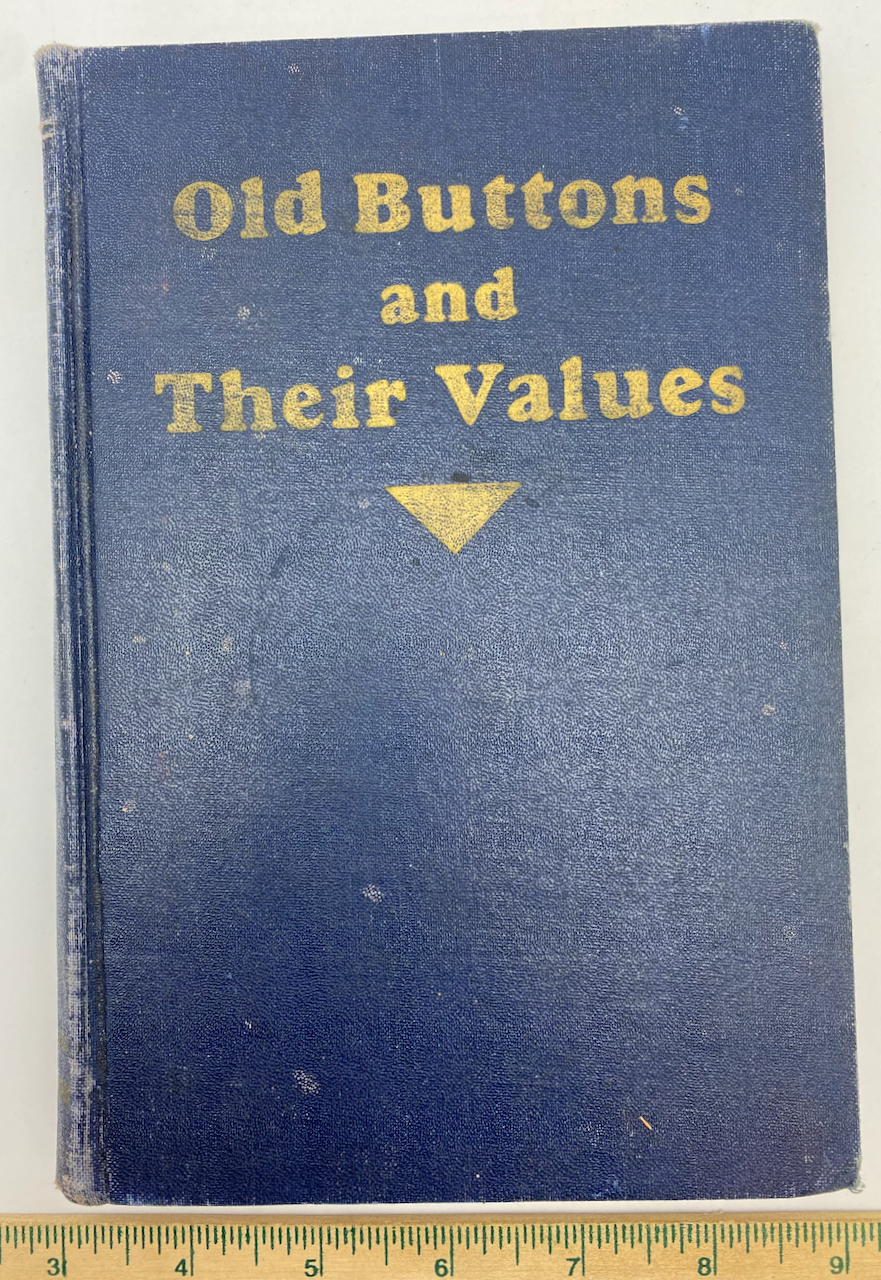 Old Buttons
and
Their Values
3 4 5 6 7 8 9